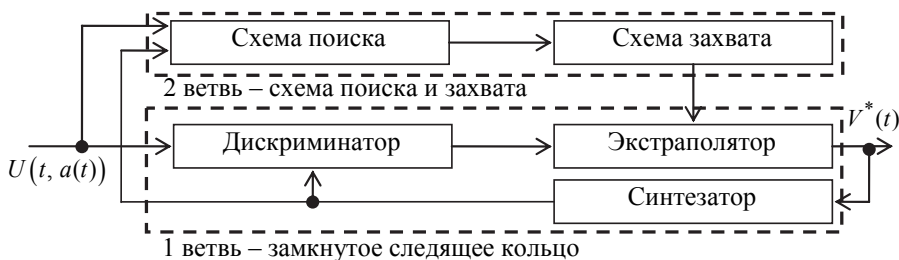 Схема поиска
Схема захвата
2 ветвь – схема поиска и захвата
V*(t)
Дискриминатор
Экстраполятор
U(t, a(t))
Синтезатор
1 ветвь – замкнутое следящее кольцо